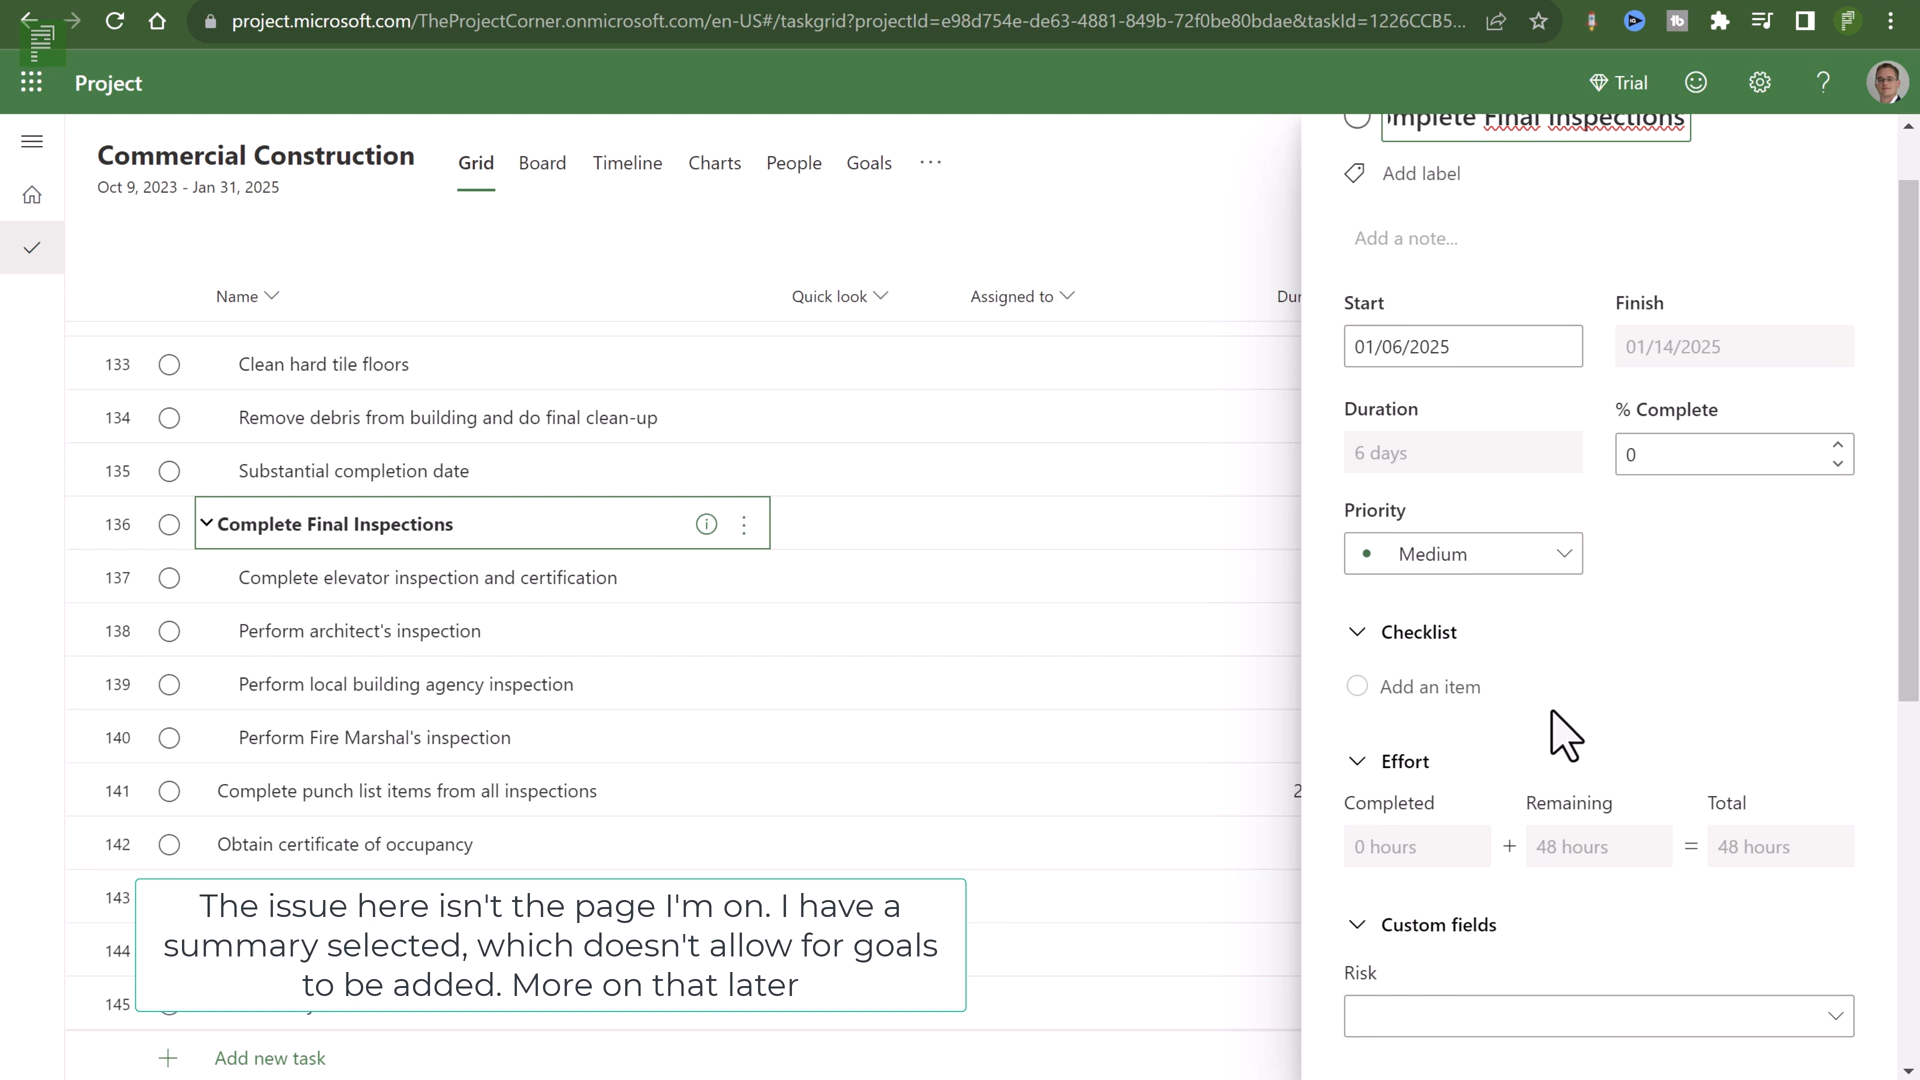 project.microsoft.com/TheProjectCorner.onmicrosoft.com/en-US#/taskgrid?projectId=e98d754e-de63-4881-849b-72f0be80bdae&taskId=1226CCB5...
Project
Trial
Commercial Construction
Oct 9, 2023 - Jan 31, 2025
Grid
Board
Timeline
Charts
People
Goals
...
Name
Quick look
Assigned to
Dur
133 Clean hard tile floors
134 Remove debris from building and do final clean-up
135 Substantial completion date
136 Complete Final Inspections
137 Complete elevator inspection and certification
138 Perform architect's inspection
139 Perform local building agency inspection
140 Perform Fire Marshal's inspection
141 Complete punch list items from all inspections 2
142 Obtain certificate of occupancy
143
144
145
The issue here isn't the page I'm on. I have a
summary selected, which doesn't allow for goals
to be added. More on that later
Add new task
mplete Final Inspections
Add label
Add a note...
Start
Finish
01/06/2025
01/14/2025
Duration
% Complete
6 days
0
Priority
Medium
Checklist
Add an item
Effort
Completed
Remaining
Total
0 hours + 48 hours = 48 hours
Custom fields
Risk